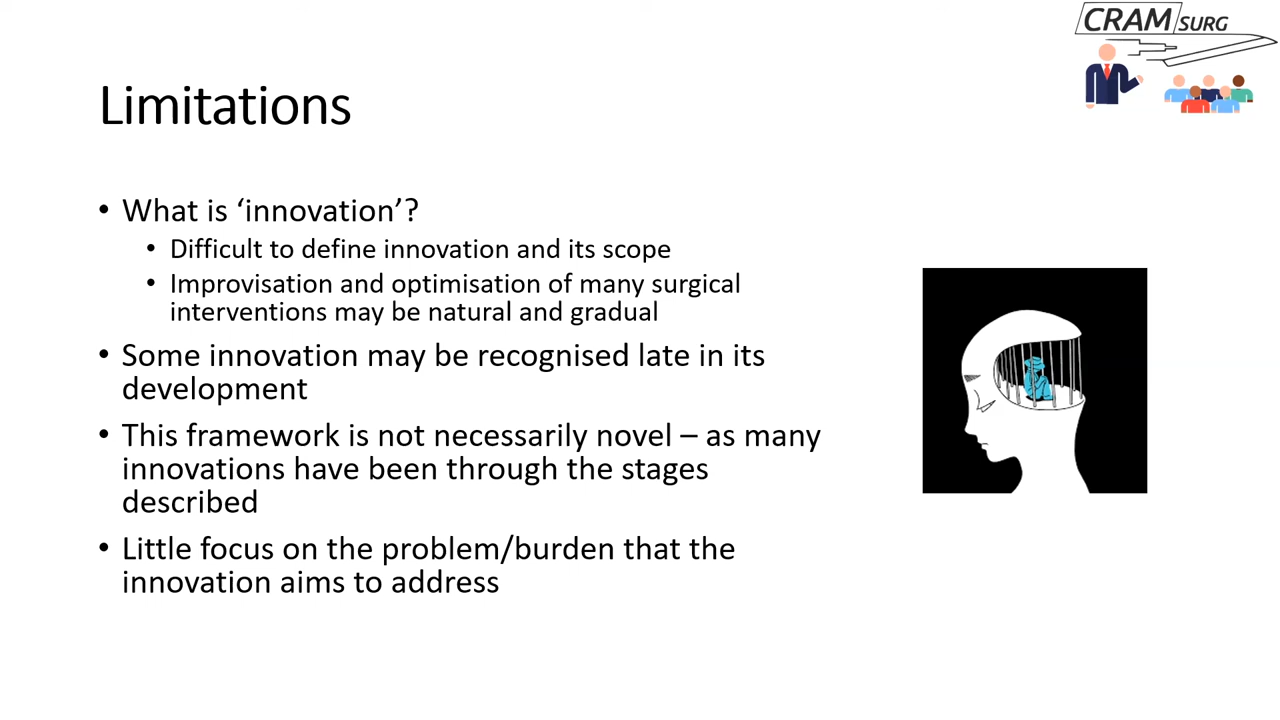 CRAM SURG
Limitations
• What is ‘innovation’?
• Difficult to define innovation and its scope
• Improvisation and optimisation of many surgical
interventions may be natural and gradual
• Some innovation may be recognised late in its
development
• This framework is not necessarily novel – as many
innovations have been through the stages
described
• Little focus on the problem/burden that the
innovation aims to address